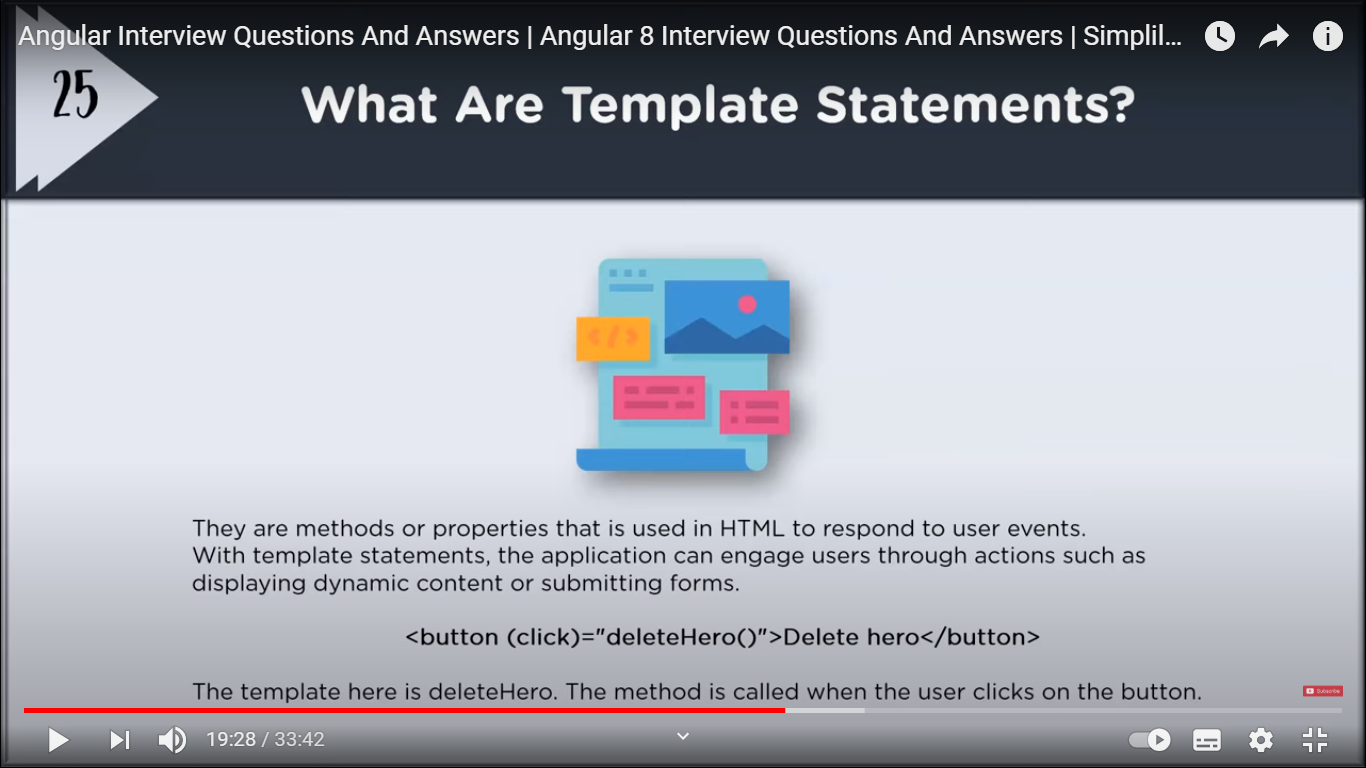 Angular Interview Questions And Answers | Angular 8 Interview Questions And Answers | Simplil...
25
What Are Template Statements?
</>
They are methods or properties that is used in HTML to respond to user events.
With template statements, the application can engage users through actions such as
displaying dynamic content or submitting forms.
<button (click)="deleteHero()">Delete hero</button>
The template here is deleteHero. The method is called when the user clicks on the button.
Subscribe
19:28 / 33:42